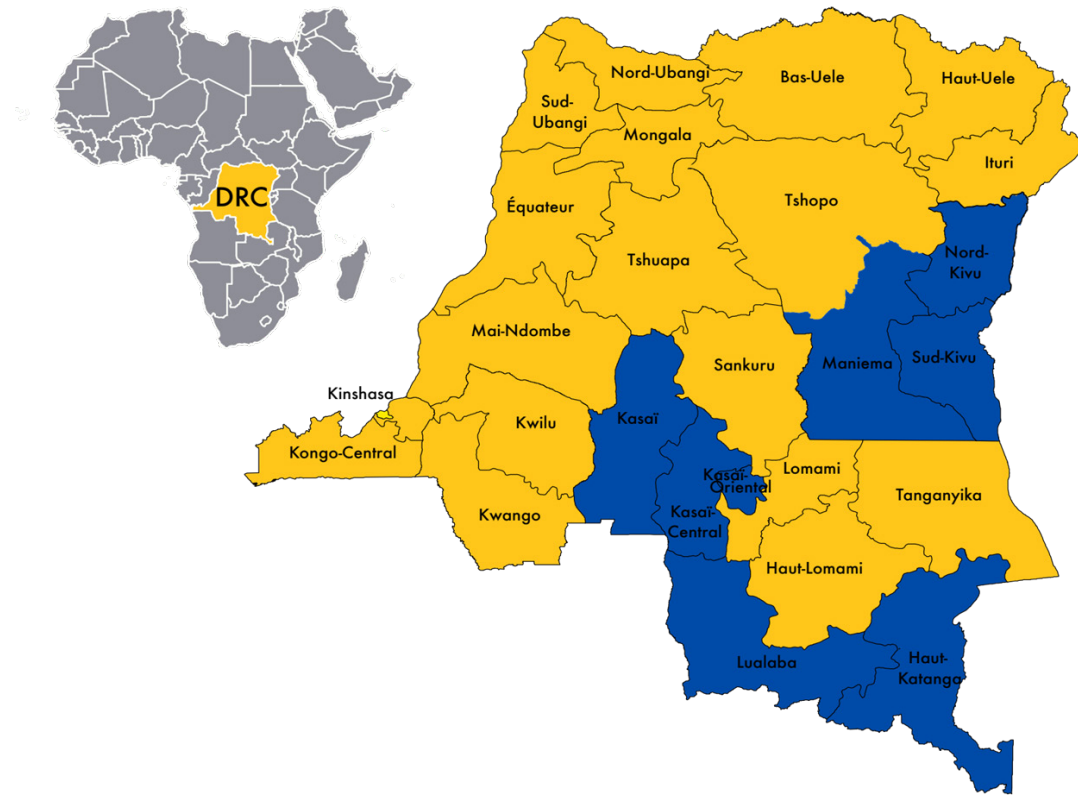 DRC
Nord-Ubangi
Bas-Uele
Haut-Uele
Sud-
Ubangi
Mongala
Ituri
Équateur
Tshopo
Tshuapa
Nord-
Kivu
Mai-Ndombe
Sankuru
Maniema
Sud-Kivu
Kinshasa
Kwilu
Kasaï
Kongo-Central
Kasaï-
Oriental
Lomami
Tanganyika
Kwango
Kasaï-
Central
Haut-Lomami
Lualaba
Haut-
Katanga